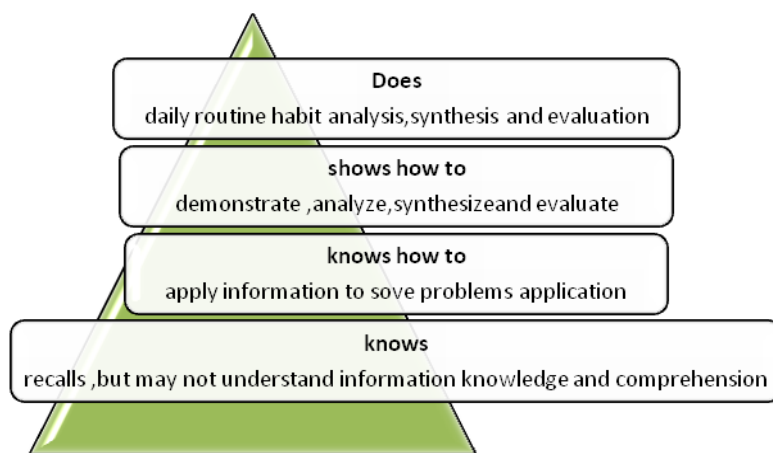 Does
daily routine habit analysis,synthesis and evaluation
shows how to
demonstrate ,analyze,synthesizeand evaluate
knows how to
apply information to sove problems application
knows
recalls ,but may not understand information knowledge and comprehension